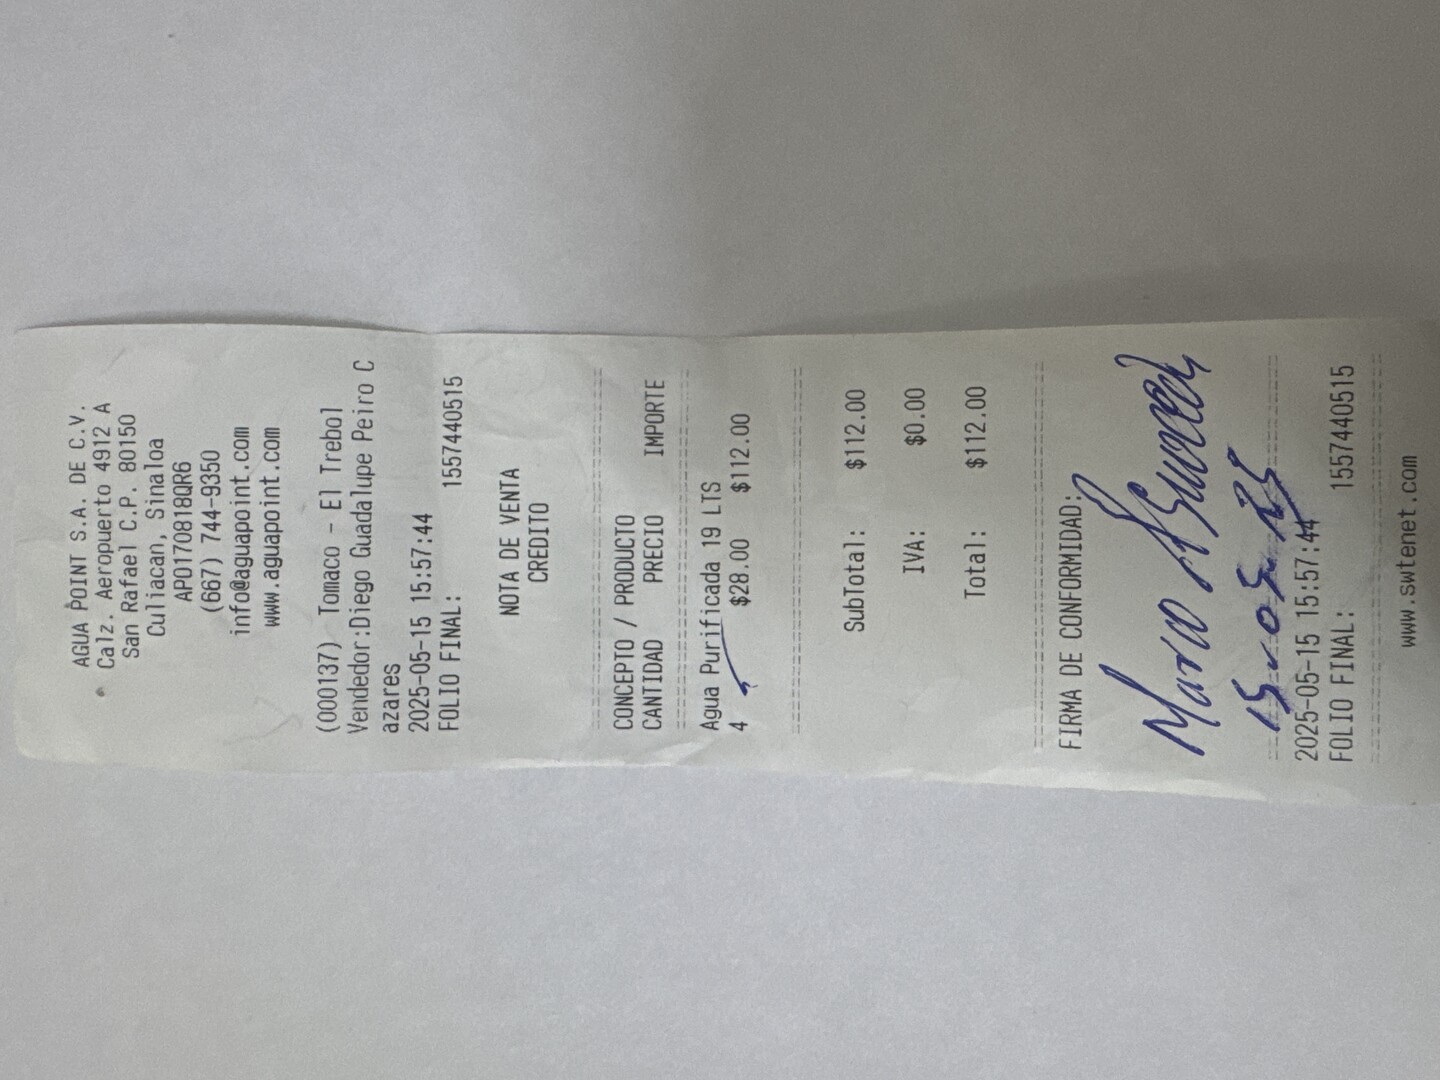 AGUA POINT S.A. DE C.V.
Calz. Aeropuerto 4912 A
San Rafael C.P. 80150
Culiacan, Sinaloa
APO170818QR6
(667) 744-9350
info@aguapoint.com
www.aguapoint.com
(000137) Tomaco - El Trebol
Vendedor:Diego Guadalupe Peiro C
azares
2025-05-15 15:57:44
FOLIO FINAL: 1557440515
NOTA DE VENTA
CREDITO
CONCEPTO / PRODUCTO
CANTIDAD PRECIO IMPORTE
Agua Purificada 19 LTS
4 $28.00 $112.00
SubTotal: $112.00
IVA: $0.00
Total: $112.00
FIRMA DE CONFORMIDAD:
Marco
15-05-25
2025-05-15 15:57:44
FOLIO FINAL: 1557440515
www.swtenet.com